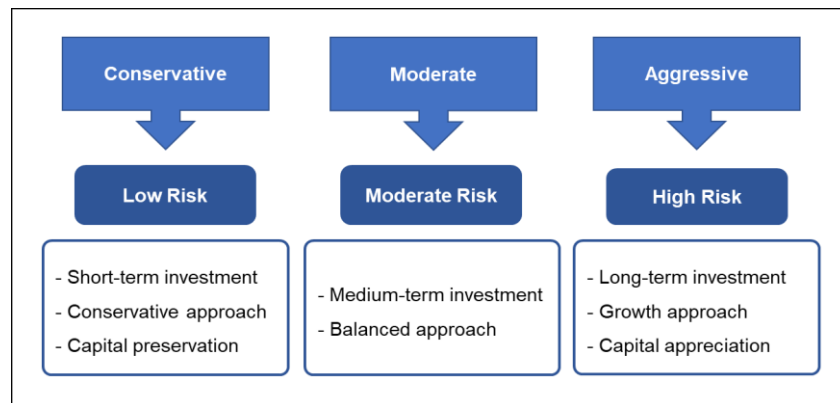 Conservative
Low Risk
- Short-term investment
- Conservative approach
- Capital preservation
Moderate
Moderate Risk
- Medium-term investment
- Balanced approach
Aggressive
High Risk
- Long-term investment
- Growth approach
- Capital appreciation